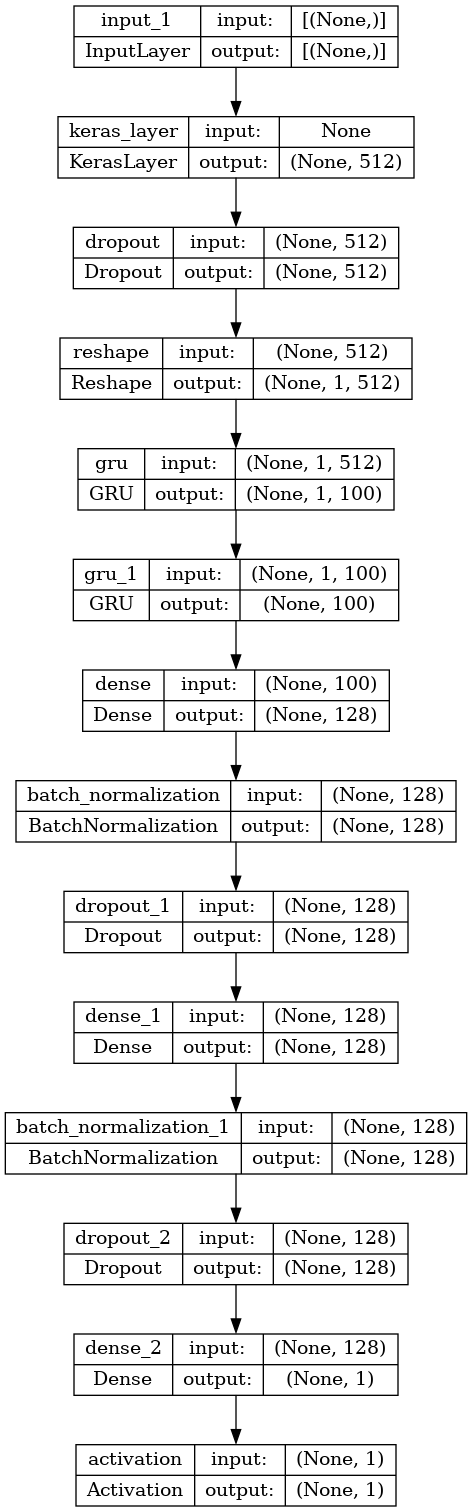 input_1 input: [(None,)]
InputLayer output: [(None,)]
keras_layer input: None
KerasLayer output: (None, 512)
dropout input: (None, 512)
Dropout output: (None, 512)
reshape input: (None, 512)
Reshape output: (None, 1, 512)
gru input: (None, 1, 512)
GRU output: (None, 1, 100)
gru_1 input: (None, 1, 100)
GRU output: (None, 100)
dense input: (None, 100)
Dense output: (None, 128)
batch_normalization input: (None, 128)
BatchNormalization output: (None, 128)
dropout_1 input: (None, 128)
Dropout output: (None, 128)
dense_1 input: (None, 128)
Dense output: (None, 128)
batch_normalization_1 input: (None, 128)
BatchNormalization output: (None, 128)
dropout_2 input: (None, 128)
Dropout output: (None, 128)
dense_2 input: (None, 128)
Dense output: (None, 1)
activation input: (None, 1)
Activation output: (None, 1)